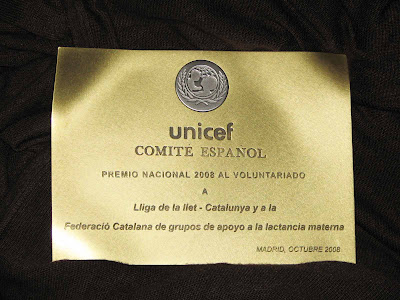 unicef
COMITÉ ESPAÑOL
PREMIO NACIONAL 2008 AL VOLUNTARIADO
A
Lliga de la llet - Catalunya y a la
Federació Catalana de grupos de apoyo a la lactancia materna
MADRID, OCTUBRE 2008